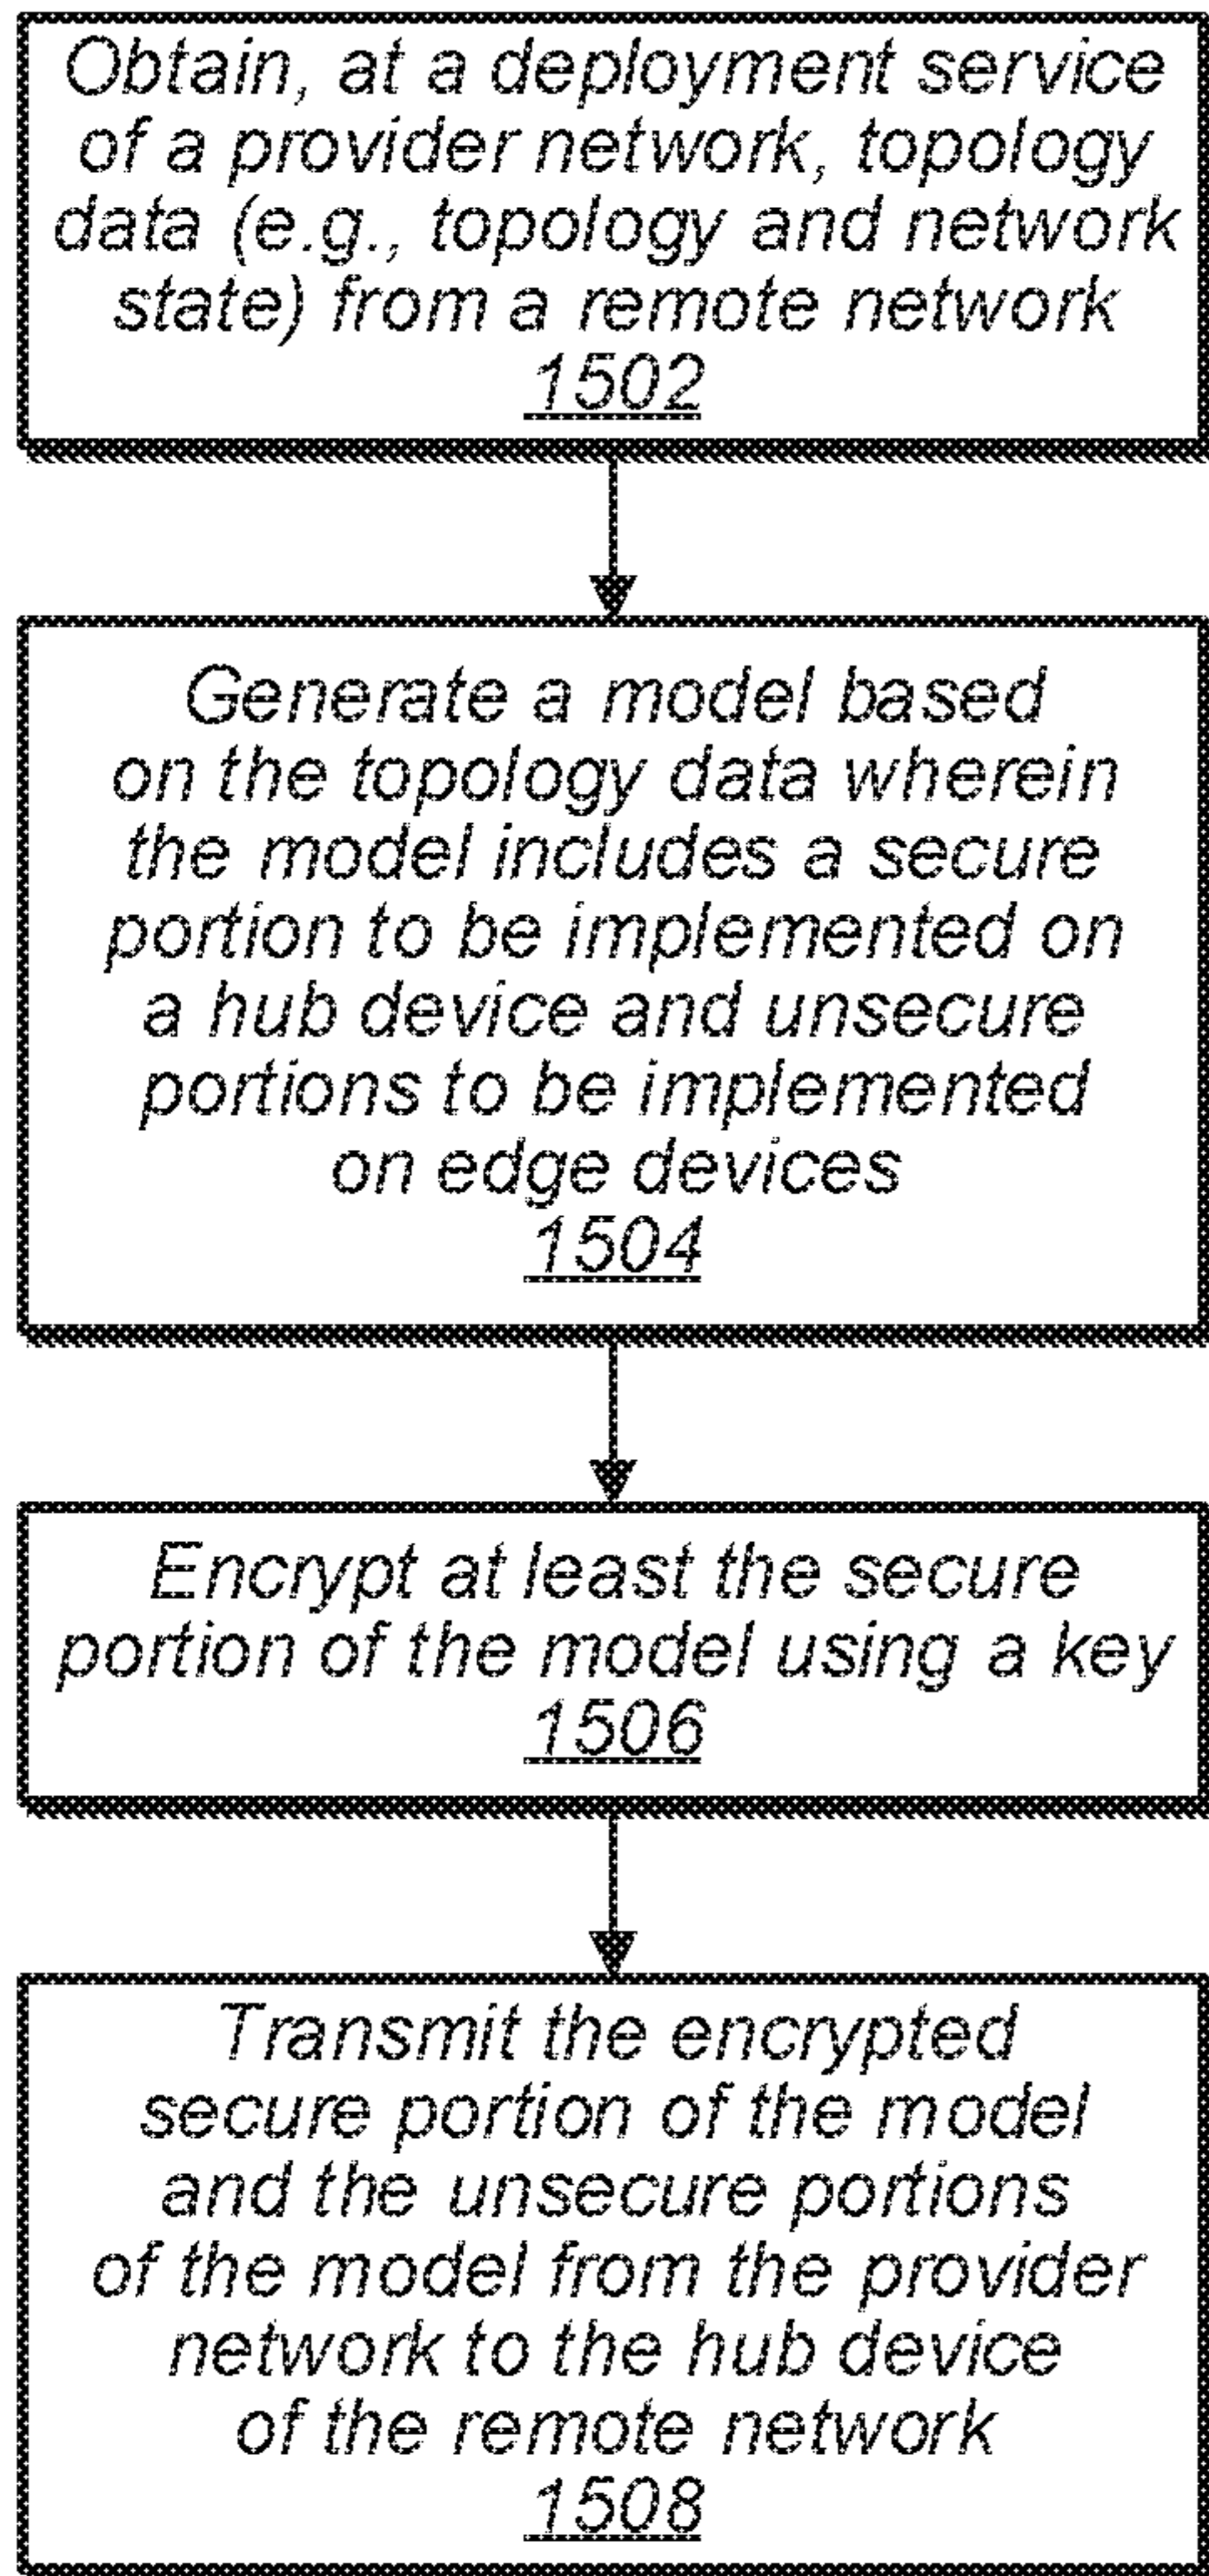 Obtain, at a deployment service
of a provider network, topology
data (e.g., topology and network
state) from a remote network
1502
Generate a model based
on the topology data wherein
the model includes a secure
portion to be implemented on
a hub device and unsecure
portions to be implemented
on edge devices
1504
Encrypt at least the secure
portion of the model using a key
1506
Transmit the encrypted
secure portion of the model
and the unsecure portions
of the model from the provider
network to the hub device
of the remote network
1508